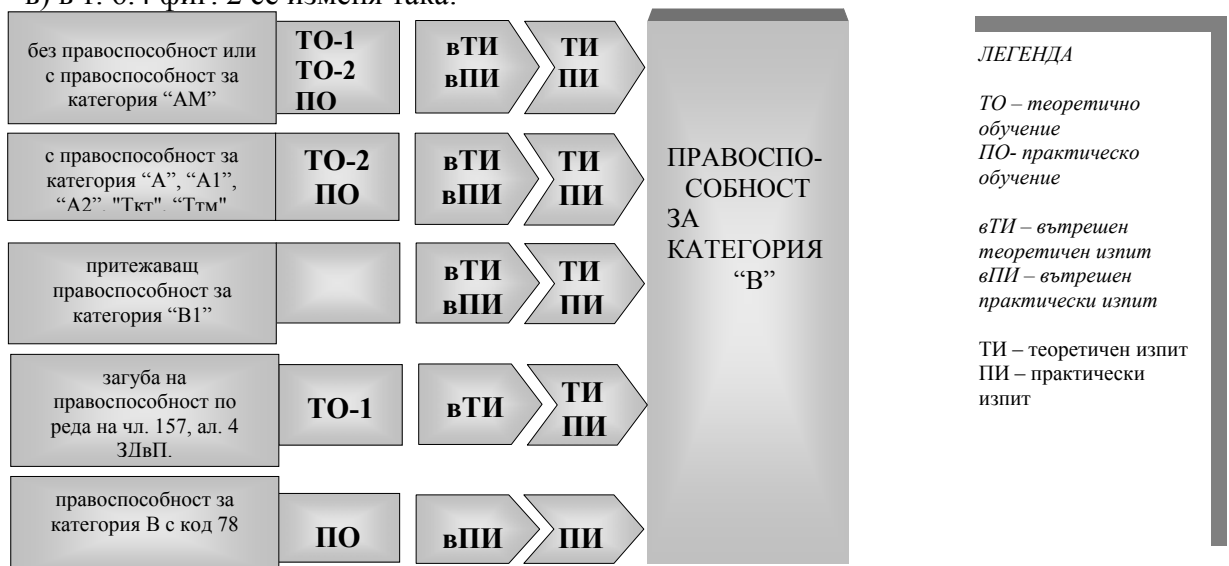 в) в т. 6.4 фиг. 2 се изменя така:
без правоспособност или
с правоспособност за
категория “АМ”
ТО-1
ТО-2
ПО
вТИ
вПИ
ТИ
ПИ
с правоспособност за
категория “А”, “А1”,
“А2”, "Ткт", “Ттм"
ТО-2
ПО
вТИ
вПИ
ТИ
ПИ
притежаващ
правоспособност за
категория “В1”
вТИ
вПИ
ТИ
ПИ
загуба на
правоспособност по
реда на чл. 157, ал. 4
ЗДвП.
ТО-1
вТИ
ТИ
ПИ
правоспособност за
категория В с код 78
ПО
вПИ
ПИ
ПРАВОСПО-
СОБНОСТ
ЗА
КАТЕГОРИЯ
“В”
ЛЕГЕНДА
ТО – теоретично
обучение
ПО- практическо
обучение
вТИ – вътрешен
теоретичен изпит
вПИ – вътрешен
практически изпит
ТИ – теоретичен изпит
ПИ – практически
изпит